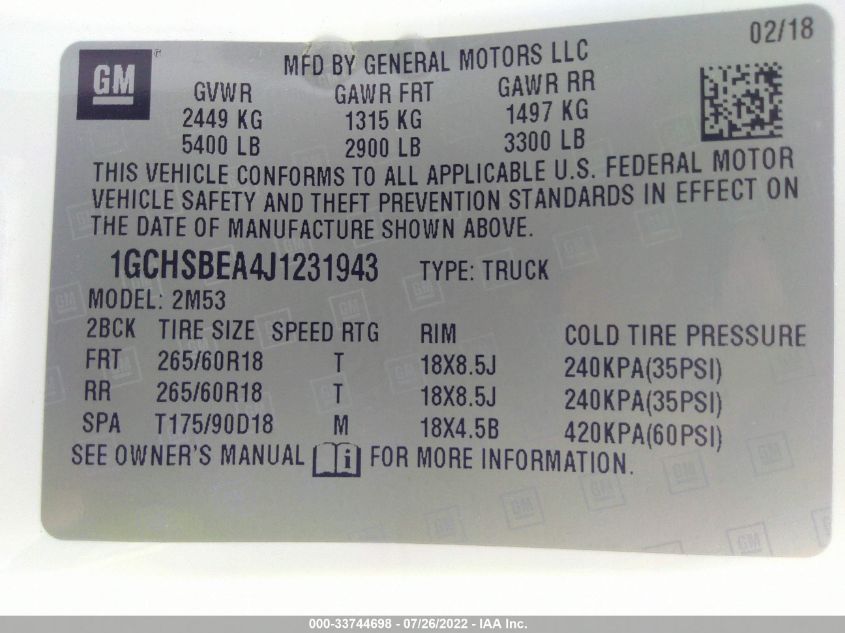 02/18
GM
MFD BY GENERAL MOTORS LLC
GVWR GAWR FRT GAWR RR
2449 KG 1315 KG 1497 KG
5400 LB 2900 LB 3300 LB
THIS VEHICLE CONFORMS TO ALL APPLICABLE U.S. FEDERAL MOTOR
VEHICLE SAFETY AND THEFT PREVENTION STANDARDS IN EFFECT ON
THE DATE OF MANUFACTURE SHOWN ABOVE.
1GCHSBEA4J1231943 TYPE: TRUCK
MODEL: 2M53
2BCK TIRE SIZE SPEED RTG RIM COLD TIRE PRESSURE
FRT 265/60R18 T 18X8.5J 240KPA(35PSI)
RR 265/60R18 T 18X8.5J 240KPA(35PSI)
SPA T175/90D18 M 18X4.5B 420KPA(60PSI)
SEE OWNER'S MANUAL i FOR MORE INFORMATION.
000-33744698 - 07/26/2022 - IAA Inc.